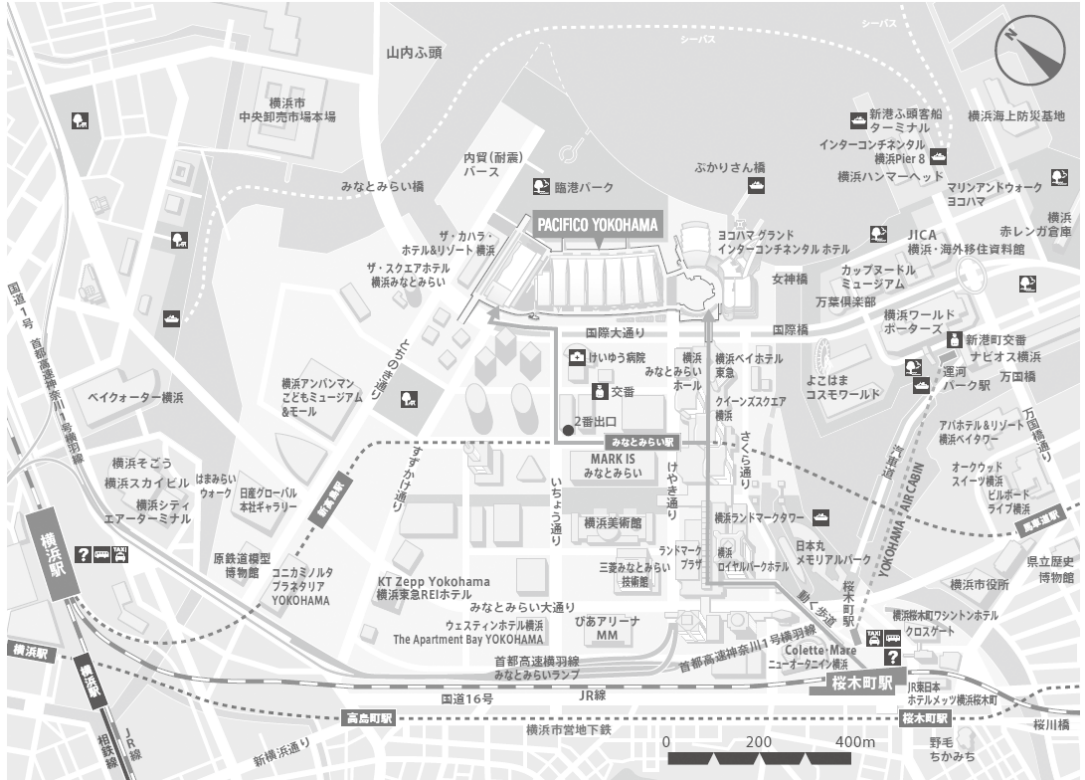 シーバス
シーバス
N
山内ふ頭
横浜市
中央卸売市場本場
新港ふ頭客船
ターミナル
横浜海上防災基地
インターコンチネンタル
横浜Pier 8
横浜ハンマーヘッド
内貿(耐震)
バース
ぷかりさん橋
みなとみらい橋
臨港パーク
マリンアンドウォーク
ヨコハマ
横浜
赤レンガ倉庫
PACIFICO YOKOHAMA
ザ・カハラ・
ホテル&リゾート 横浜
ヨコハマ グランド
インターコンチネンタル ホテル
JICA
横浜・海外移住資料館
ザ・スクエアホテル
横浜みなとみらい
女神橋
カップヌードル
ミュージアム
万葉倶楽部
国道1号
首都高速神奈川1号横羽線
横浜ワールド
ポーターズ
国際大通り
国際橋
新港町交番
ナビオス横浜
とちのき通り
けいゆう病院
横浜
みなとみらい
ホール
横浜ベイホテル
東急
運河
パーク駅
万国橋
よこはま
コスモワールド
ベイクォーター横浜
横浜アンパンマン
こどもミュージアム
&モール
交番
クイーンズスクエア
横浜
2番出口
アパホテル&リゾート
横浜ベイタワー
万国橋通り
みなとみらい駅
さくら通り
汽車道
YOKOHAMA AIR CABIN
MARK IS
みなとみらい
すずかけ通り
けやき通り
いちょう通り
オークウッド
スイーツ横浜
ビルボード
ライブ横浜
横浜そごう
横浜スカイビル
横浜シティ
エアーターミナル
はまみらい
ウォーク
日産グローバル
本社ギャラリー
新高島駅
馬車道駅
横浜美術館
横浜ランドマークタワー
横浜駅
TAXI
原鉄道模型
博物館
コニカミノルタ
プラネタリア
YOKOHAMA
ランドマーク
プラザ
横浜
ロイヤルパークホテル
日本丸
メモリアルパーク
県立歴史
博物館
三菱みなとみらい
技術館
横浜市役所
KT Zepp Yokohama
横浜東急REIホテル
動く歩道
桜木町駅
みなとみらい大通り
横浜桜木町ワシントンホテル
クロスゲート
ウェスティンホテル横浜
The Apartment Bay YOKOHAMA
ぴあアリーナ
MM
TAXI
首都高速神奈川1号横羽線
Colette・Mare
ニューオータニイン横浜
首都高速横羽線
みなとみらいランプ
横浜駅
横浜駅
桜木町駅
国道16号
JR線
JR東日本
ホテルメッツ横浜桜木町
高島町駅
桜木町駅
横浜市営地下鉄
桜川橋
新横浜通り
JR線
相鉄線
野毛
ちかみち
0 200 400m